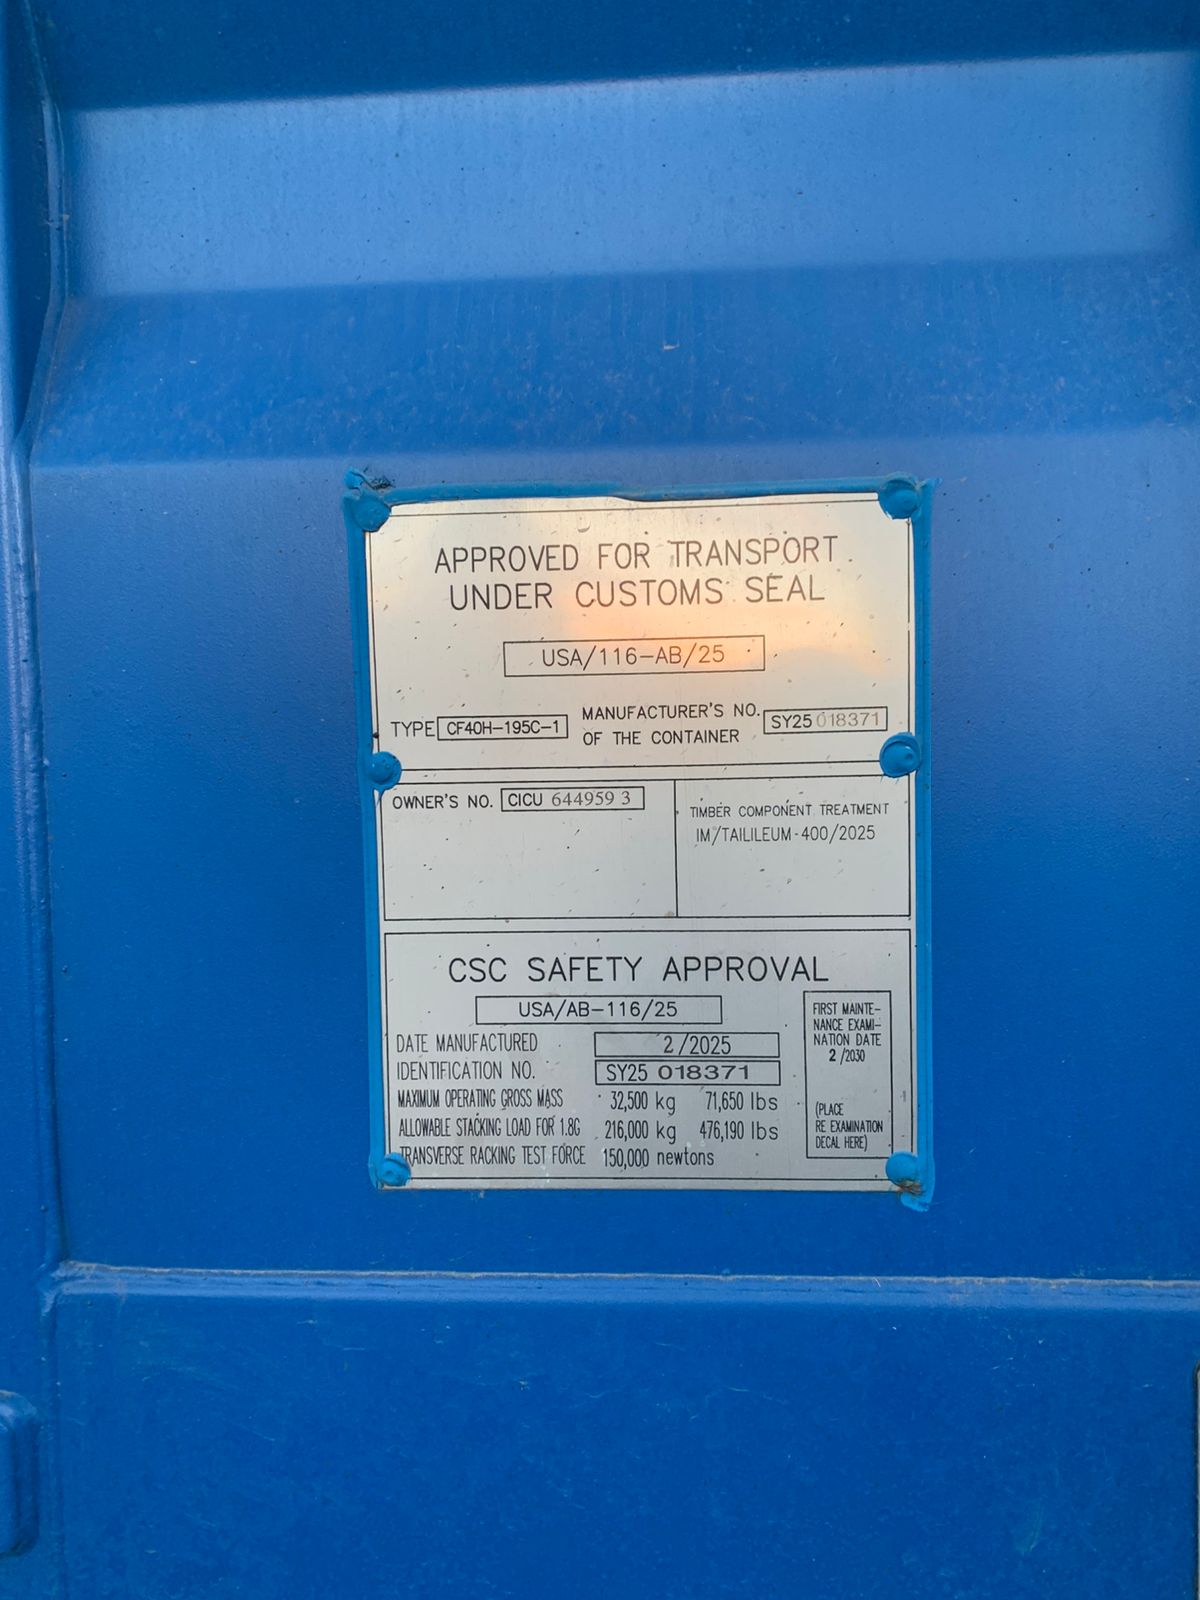 APPROVED FOR TRANSPORT
UNDER CUSTOMS SEAL
USA/116-AB/25
TYPE CF40H-195C-1 MANUFACTURER'S NO. OF THE CONTAINER SY25 018371
OWNER'S NO. CICU 644959 3
TIMBER COMPONENT TREATMENT
IM/TAILILEUM-400/2025
CSC SAFETY APPROVAL
USA/AB-116/25
DATE MANUFACTURED 2/2025
IDENTIFICATION NO. SY25 018371
MAXIMUM OPERATING GROSS MASS 32,500 kg 71,650 lbs
ALLOWABLE STACKING LOAD FOR 1.8G 216,000 kg 476,190 lbs
TRANSVERSE RACKING TEST FORCE 150,000 newtons
FIRST MAINTE-
NANCE EXAMI-
NATION DATE
2/2030
(PLACE
RE EXAMINATION
DECAL HERE)